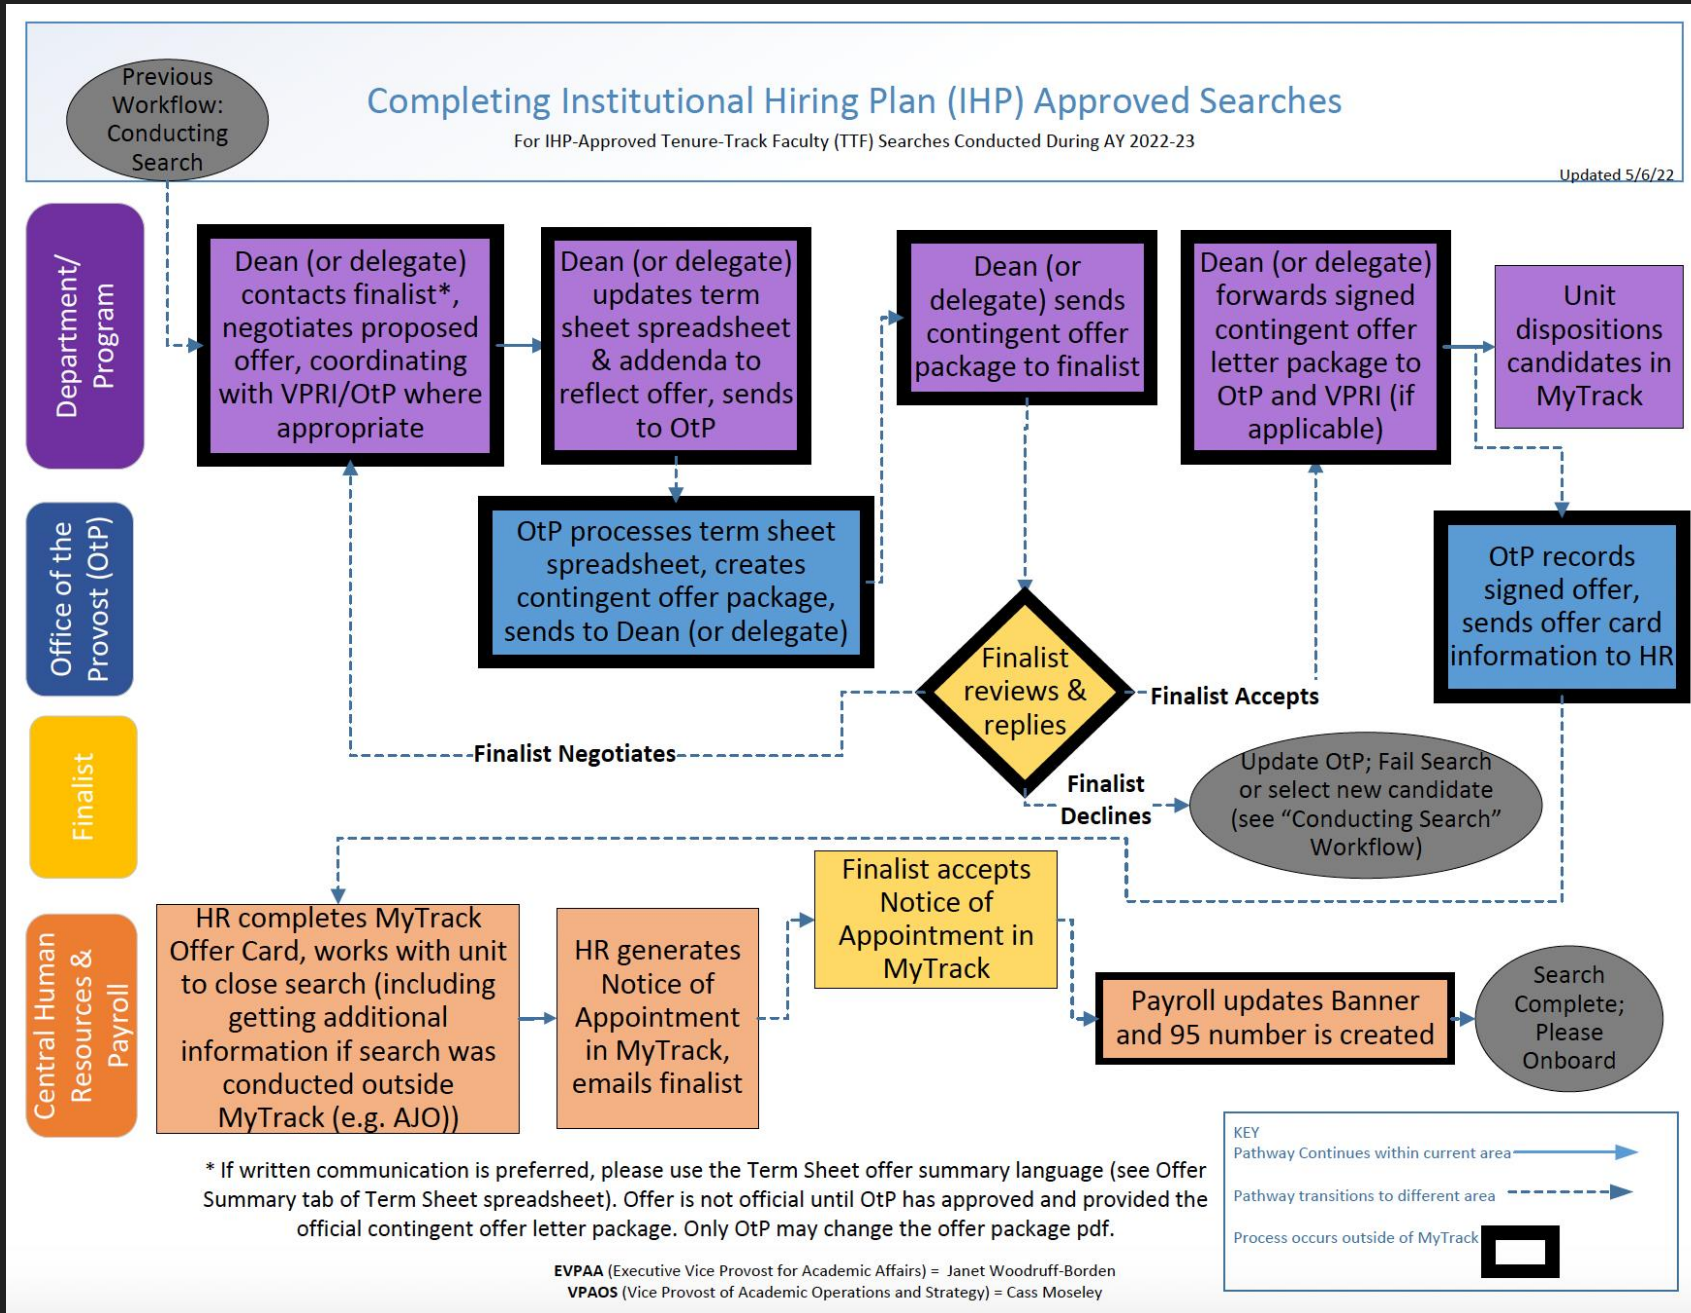 Previous
Workflow:
Conducting
Search
Completing Institutional Hiring Plan (IHP) Approved Searches
For IHP-Approved Tenure-Track Faculty (TTF) Searches Conducted During AY 2022-23
Updated 5/6/22
Department/
Program
Dean (or delegate)
contacts finalist*,
negotiates proposed
offer, coordinating
with VPRI/OtP where
appropriate
Dean (or delegate)
updates term
sheet spreadsheet
& addenda to
reflect offer, sends
to OtP
Dean (or
delegate) sends
contingent offer
package to finalist
Dean (or delegate)
forwards signed
contingent offer
letter package to
OtP and VPRI (if
applicable)
Unit
dispositions
candidates in
MyTrack
Office of the
Provost (OtP)
OtP processes term sheet
spreadsheet, creates
contingent offer package,
sends to Dean (or delegate)
OtP records
signed offer,
sends offer card
information to HR
Finalist
Finalist
reviews &
replies
Finalist Accepts
Finalist Negotiates
Finalist
Declines
Update OtP; Fail Search
or select new candidate
(see “Conducting Search”
Workflow)
Central Human
Resources &
Payroll
HR completes MyTrack
Offer Card, works with unit
to close search (including
getting additional
information if search was
conducted outside
MyTrack (e.g. AJO))
HR generates
Notice of
Appointment
in MyTrack,
emails finalist
Finalist accepts
Notice of
Appointment in
MyTrack
Payroll updates Banner
and 95 number is created
Search
Complete;
Please
Onboard
* If written communication is preferred, please use the Term Sheet offer summary language (see Offer
Summary tab of Term Sheet spreadsheet). Offer is not official until OtP has approved and provided the
official contingent offer letter package. Only OtP may change the offer package pdf.
EVPAA (Executive Vice Provost for Academic Affairs) = Janet Woodruff-Borden
VPAOS (Vice Provost of Academic Operations and Strategy) = Cass Moseley
KEY
Pathway Continues within current area
Pathway transitions to different area
Process occurs outside of MyTrack